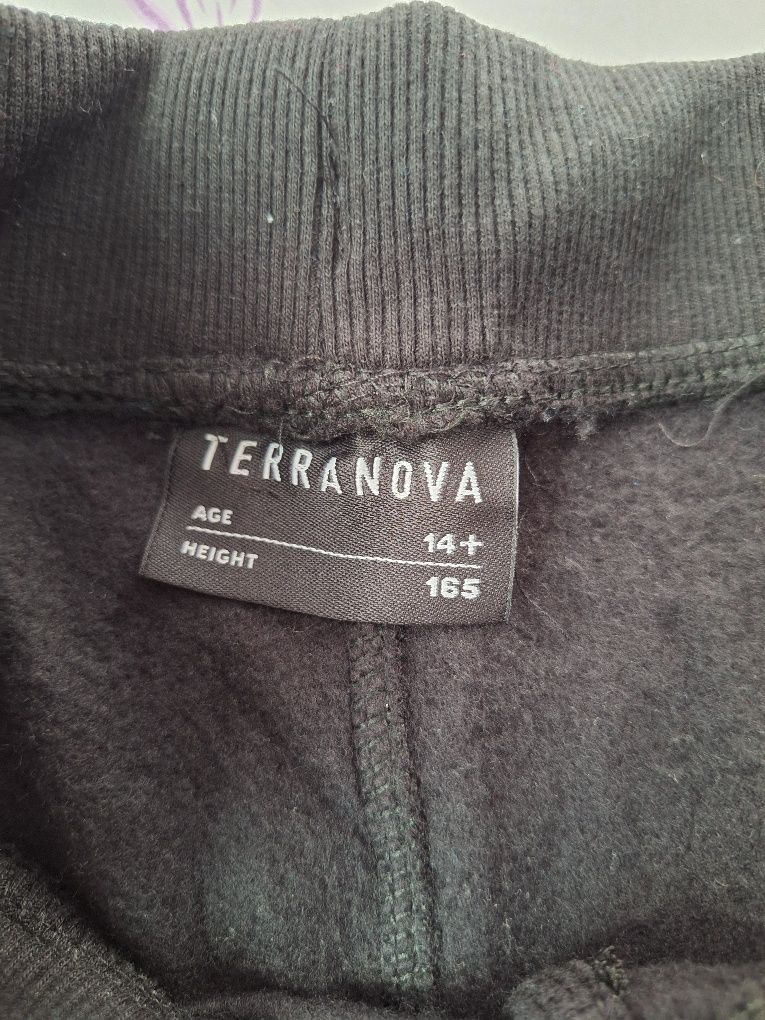 TERRANOVA
AGE
14+
HEIGHT
165